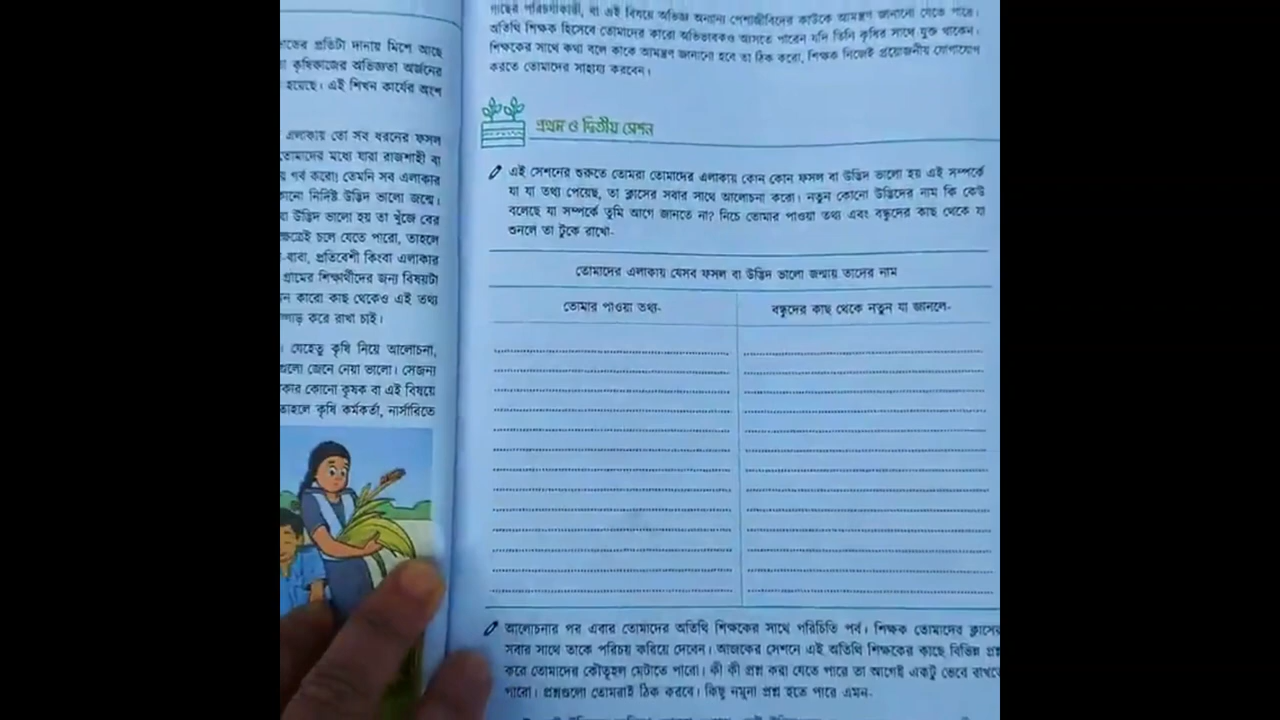 াতের প্রতিটা দানায় মিশে আছে
া কৃষিকাজের অভিজ্ঞতা অর্জনের
হয়েছে। এই শিখন কার্যের অংশ
এলাকায় তো সব ধরনের ফসল
তোমাদের মধ্যে যারা রাজশাহী বা
য় গর্ব করো! তেমনি সব এলাকার
কোনো নির্দিষ্ট উদ্ভিদ ভালো জন্মে।
বা উদ্ভিদ ভালো হয় তা খুঁজে বের
ক্ষেত্রেই চলে যেতে পারো, তাহলে
-বাবা, প্রতিবেশী কিংবা এলাকার
গ্রামের শিক্ষার্থীদের জন্য বিষয়টা
ন কারো কাছ থেকেও এই তথ্য
করে রাখা চাই।
। যেহেতু কৃষি নিয়ে আলোচনা,
গুলো জেনে নেয়া ভালো। সেজন্য
কার কোনো কৃষক বা এই বিষয়ে
তাহলে কৃষি কর্মকর্তা, নার্সারিতে
গাছের পরিচর্যাকারী, বা এই বিষয়ে অভিজ্ঞ অন্যান্য পেশাজীবিদের কাউকে আমন্ত্রণ জানানো যেতে পারে।
অতিথি শিক্ষক হিসেবে তোমাদের কারো অভিভাবকও আসতে পারেন যদি তিনি কৃষির সাথে যুক্ত থাকেন।
শিক্ষকের সাথে কথা বলে কাকে আমন্ত্রণ জানানো হবে তা ঠিক করো, শিক্ষক নিজেই প্রয়োজনীয় যোগাযোগ
করতে তোমাদের সাহায্য করবেন।
প্রথম ও দ্বিতীয় সেশন
এই সেশনের শুরুতে তোমরা তোমাদের এলাকায় কোন কোন ফসল বা উদ্ভিদ ভালো হয় এই সম্পর্কে
যা যা তথ্য পেয়েছ, তা ক্লাসের সবার সাথে আলোচনা করো। নতুন কোনো উদ্ভিদের নাম কি কেউ
বলেছে যা সম্পর্কে তুমি আগে জানতে না? নিচে তোমার পাওয়া তথ্য এবং বন্ধুদের কাছ থেকে যা
শুনলে তা টুকে রাখো-
তোমাদের এলাকায় যেসব ফসল বা উদ্ভিদ ভালো জন্মায় তাদের নাম
তোমার পাওয়া তথ্য-
বন্ধুদের কাছ থেকে নতুন যা জানলে-
আলোচনার পর এবার তোমাদের অতিথি শিক্ষকের সাথে পরিচিতি পর্ব। শিক্ষক তোমাদের ক্লাসের
সবার সাথে তাকে পরিচয় করিয়ে দেবেন। আজকের সেশনে এই অতিথি শিক্ষকের কাছে বিভিন্ন প্রশ্ন
করে তোমাদের কৌতূহল মেটাতে পারো। কী কী প্রশ্ন করা যেতে পারে তা আগেই একটু ভেবে রাখতে
পারো। প্রশ্নগুলো তোমরাই ঠিক করবে। কিছু নমুনা প্রশ্ন হতে পারে এমন-